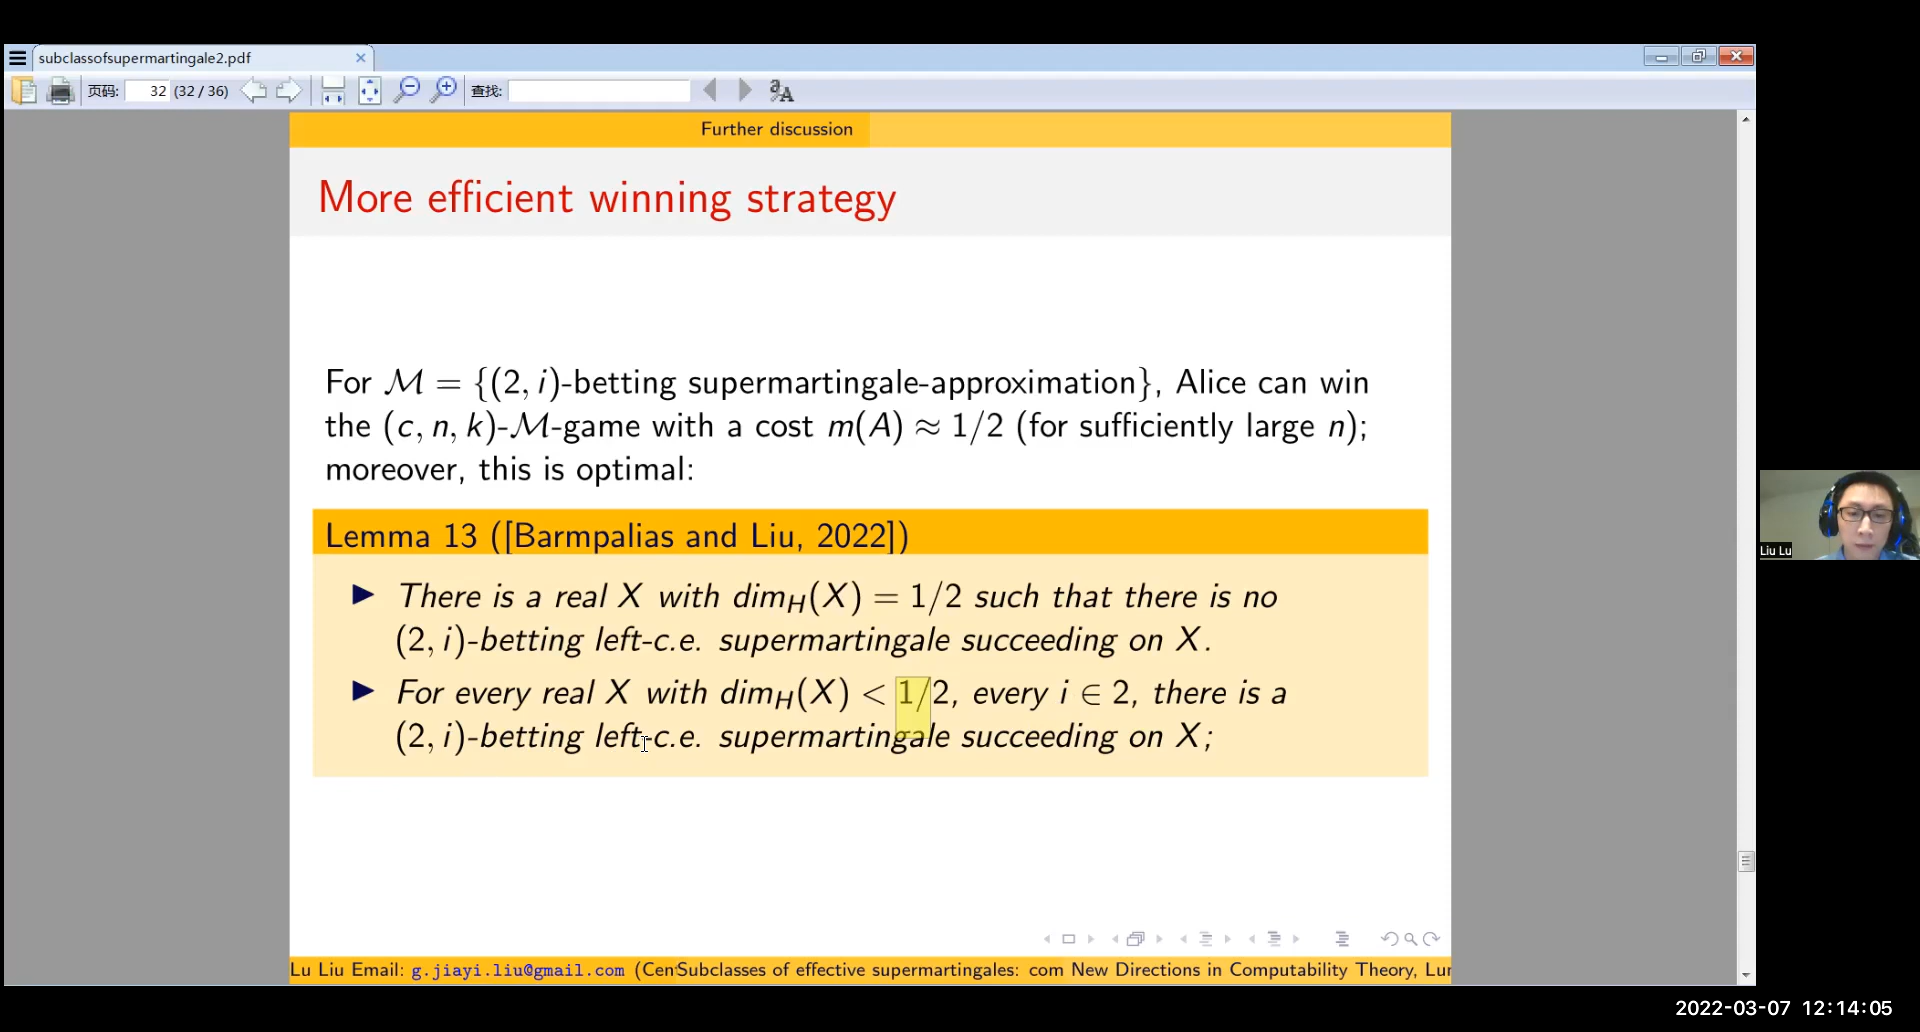 subclassofsupermartingale2.pdf
页码: 32 (32 / 36) 查找:
Further discussion
More efficient winning strategy
For ℳ = {(2, i)-betting supermartingale-approximation}, Alice can win
the (c, n, k)-ℳ-game with a cost m(A) ≈ 1/2 (for sufficiently large n);
moreover, this is optimal:
Lemma 13 ([Barmpalias and Liu, 2022])
▶ There is a real X with dim_H(X) = 1/2 such that there is no
(2, i)-betting left-c.e. supermartingale succeeding on X.
▶ For every real X with dim_H(X) < 1/2, every i ∈ 2, there is a
(2, i)-betting left-c.e. supermartingale succeeding on X;
Liu Lu
Lu Liu Email: g.jiayi.liu@gmail.com (Cen Subclasses of effective supermartingales: com New Directions in Computability Theory, Lu
2022-03-07 12:14:05